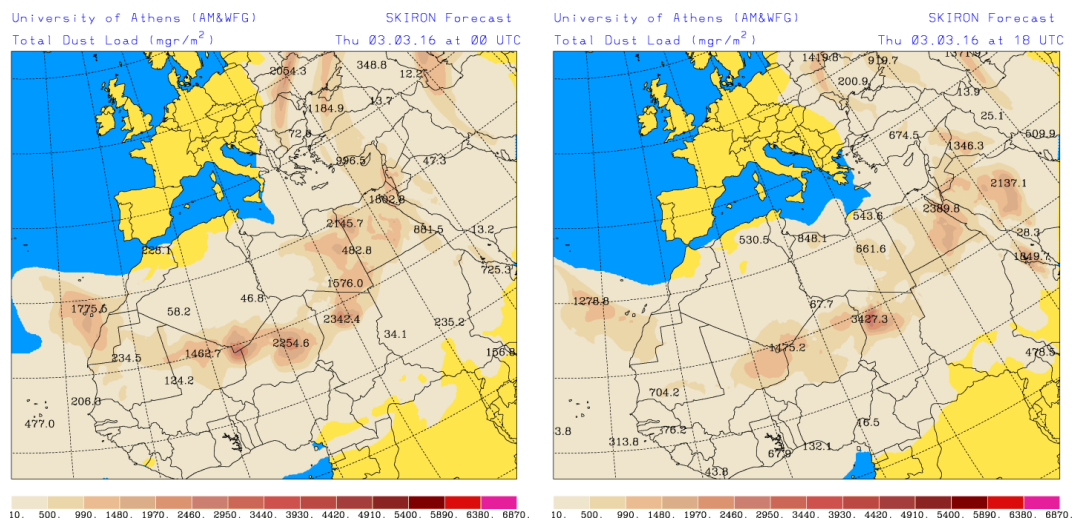 University of Athens (AM&WFG) SKIRON Forecast
Total Dust Load (mgr/m²) Thu 03.03.16 at 00 UTC
2054.3 348.8 12.2
1184.9 13.7
72.8
996.5 47.3
1802.8
2145.7 881.5 13.2
228.1 482.8
725.3
1576.0
46.8
1775.5 58.2
2342.4 235.2
34.1
2254.6
234.5 1462.7 156.8
124.2
206.3
477.0
10. 500. 990. 1480. 1970. 2460. 2950. 3440. 3930. 4420. 4910. 5400. 5890. 6380. 6870.
University of Athens (AM&WFG) SKIRON Forecast
Total Dust Load (mgr/m²) Thu 03.03.16 at 18 UTC
1419.8 919.7 1371.9
200.9
13.9
25.1
674.5 509.9
1346.3
2137.1
2389.8
543.6
530.5 848.1 28.3
661.6
1849.7
1278.8 67.7
3427.3
1475.2 478.5
704.2
16.5
3.8 313.8 376.2
67.9 132.1
43.8
10. 500. 990. 1480. 1970. 2460. 2950. 3440. 3930. 4420. 4910. 5400. 5890. 6380. 6870.